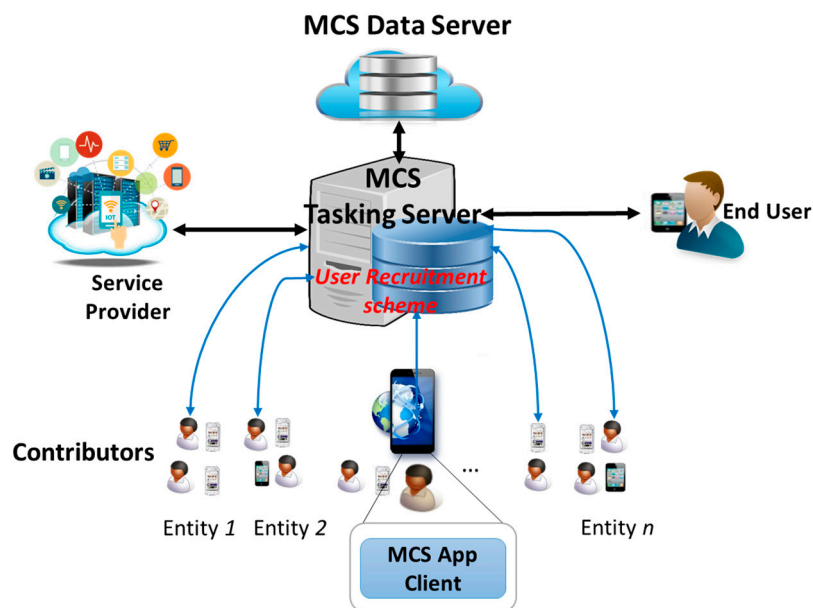 MCS Data Server
MCS
Tasking Server
User Recruitment
scheme
IOT
Service
Provider
End User
Contributors
...
Entity 1
Entity 2
Entity n
MCS App
Client